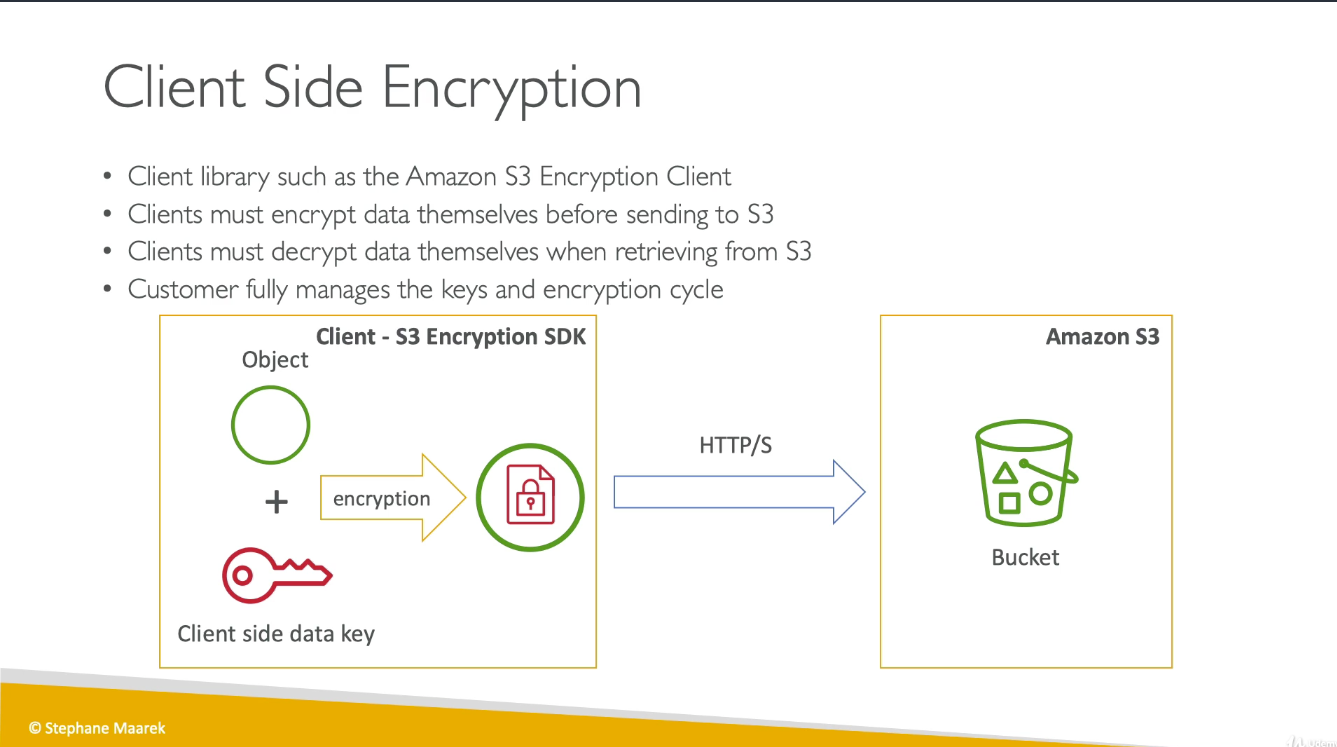 Client Side Encryption
• Client library such as the Amazon S3 Encryption Client
• Clients must encrypt data themselves before sending to S3
• Clients must decrypt data themselves when retrieving from S3
• Customer fully manages the keys and encryption cycle
Client - S3 Encryption SDK
Object
+
encryption
Client side data key
HTTP/S
Amazon S3
Bucket
© Stephane Maarek